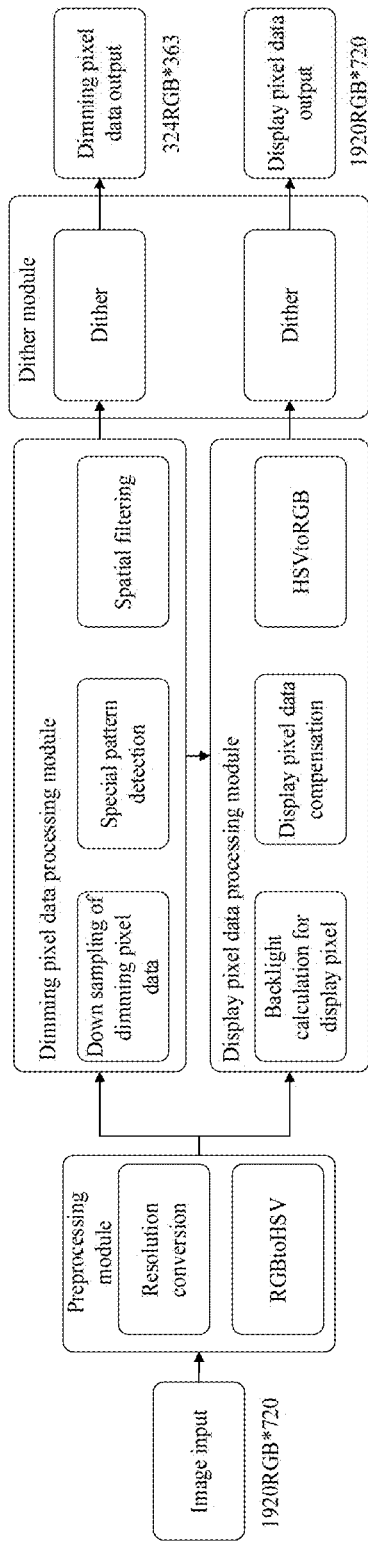 Image input
1920RGB*720
Preprocessing
module
Resolution
conversion
RGBtoHSV
Dimming pixel data processing module
Down sampling of
dimming pixel
data
Special pattern
detection
Spatial filtering
Display pixel data processing module
Backlight
calculation for
display pixel
Display pixel data
compensation
HSVtoRGB
Dither module
Dither
Dither
Dimming pixel
data output
324RGB*363
Display pixel data
output
1920RGB*720